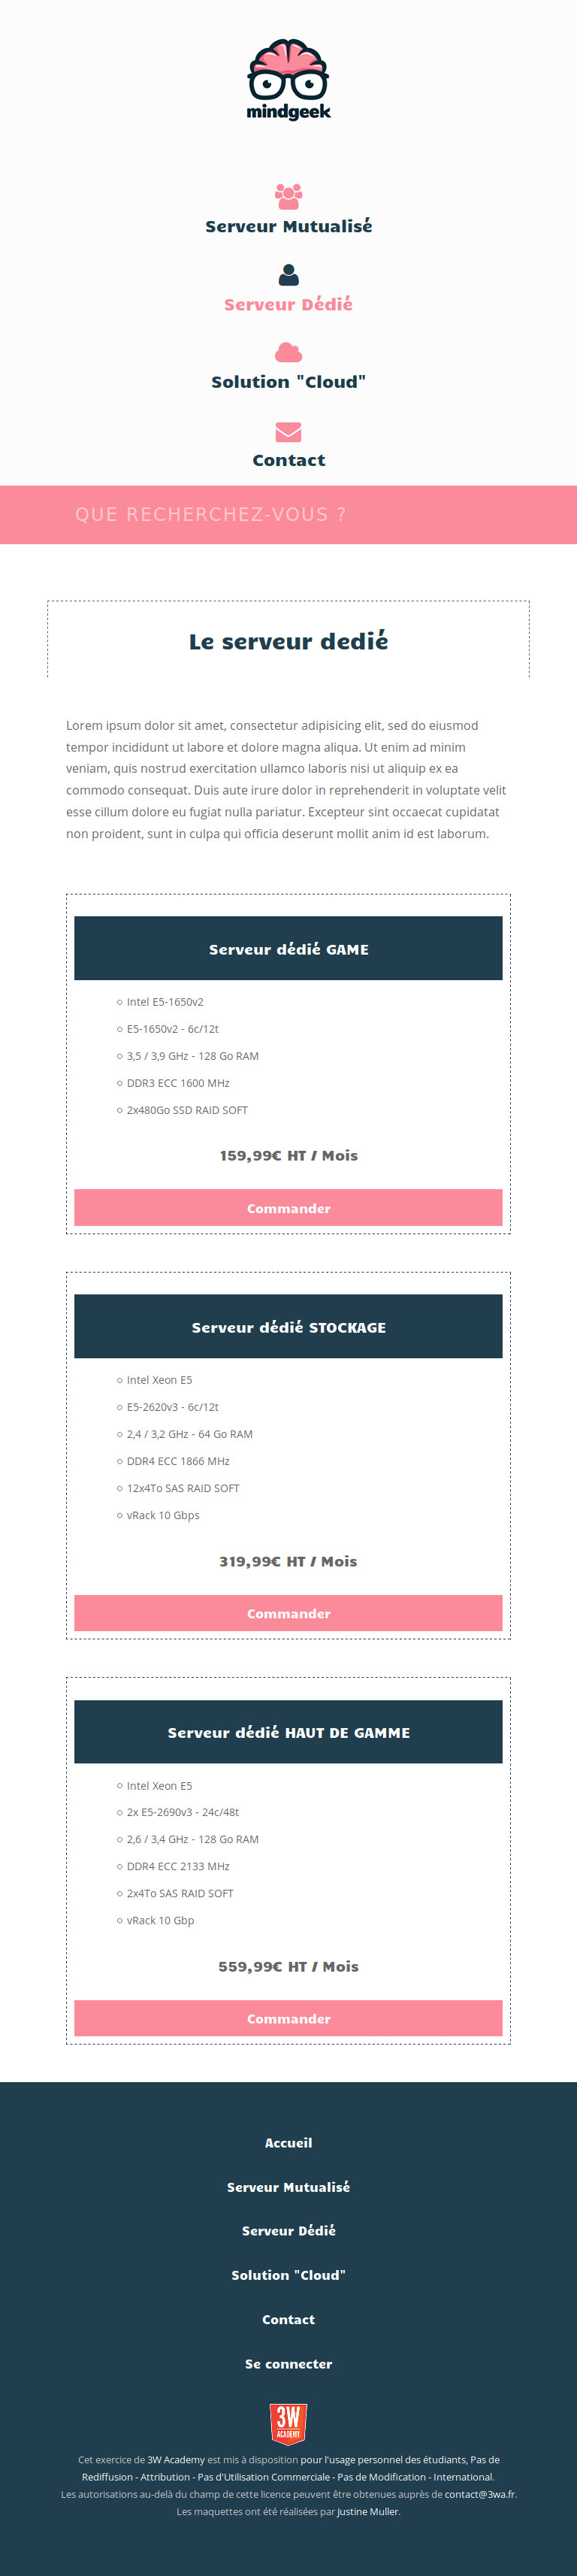 mindgeek
Serveur Mutualisé
Serveur Dédié
Solution "Cloud"
Contact
QUE RECHERCHEZ-VOUS ?
Le serveur dedié
Lorem ipsum dolor sit amet, consectetur adipisicing elit, sed do eiusmod
tempor incididunt ut labore et dolore magna aliqua. Ut enim ad minim
veniam, quis nostrud exercitation ullamco laboris nisi ut aliquip ex ea
commodo consequat. Duis aute irure dolor in reprehenderit in voluptate velit
esse cillum dolore eu fugiat nulla pariatur. Excepteur sint occaecat cupidatat
non proident, sunt in culpa qui officia deserunt mollit anim id est laborum.
Serveur dédié GAME
Intel E5-1650v2
E5-1650v2 - 6c/12t
3,5 / 3,9 GHz - 128 Go RAM
DDR3 ECC 1600 MHz
2x480Go SSD RAID SOFT
159,99€ HT / Mois
Commander
Serveur dédié STOCKAGE
Intel Xeon E5
E5-2620v3 - 6c/12t
2,4 / 3,2 GHz - 64 Go RAM
DDR4 ECC 1866 MHz
12x4To SAS RAID SOFT
vRack 10 Gbps
319,99€ HT / Mois
Commander
Serveur dédié HAUT DE GAMME
Intel Xeon E5
2x E5-2690v3 - 24c/48t
2,6 / 3,4 GHz - 128 Go RAM
DDR4 ECC 2133 MHz
2x4To SAS RAID SOFT
vRack 10 Gbp
559,99€ HT / Mois
Commander
Accueil
Serveur Mutualisé
Serveur Dédié
Solution "Cloud"
Contact
Se connecter
3W
ACADEMY
Cet exercice de 3W Academy est mis à disposition pour l'usage personnel des étudiants, Pas de
Rediffusion - Attribution - Pas d'Utilisation Commerciale - Pas de Modification - International.
Les autorisations au-delà du champ de cette licence peuvent être obtenues auprès de contact@3wa.fr.
Les maquettes ont été réalisées par Justine Muller.